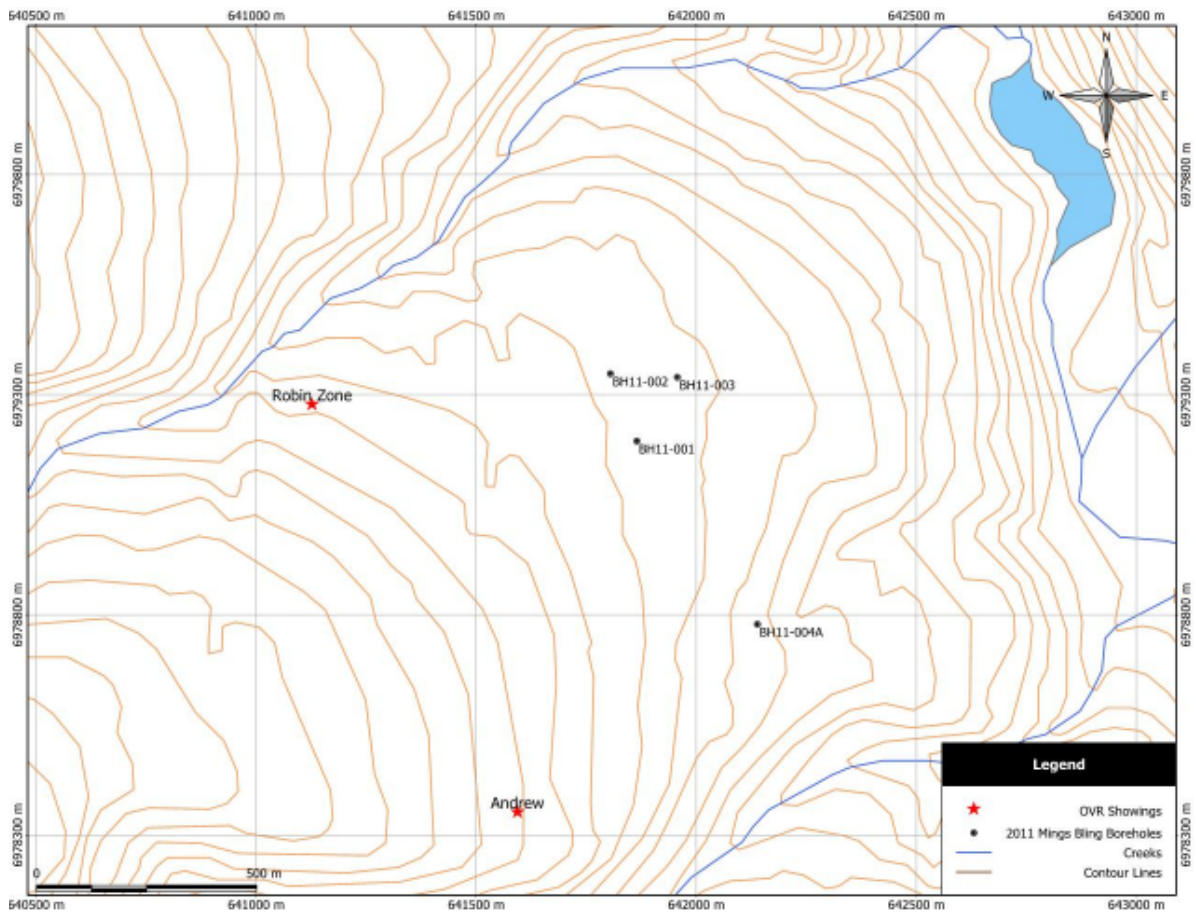 640500 m 641000 m 641500 m 642000 m 642500 m 643000 m
N
W E
S
6979800 m 6979800 m
BH11-002 BH11-003
6979300 m 6979300 m
Robin Zone
BH11-001
6978800 m 6978800 m
BH11-004A
Legend
Andrew
OVR Showings
6978300 m 6978300 m
2011 Mings Bling Boreholes
Creeks
0 500 m
Contour Lines
640500 m 641000 m 641500 m 642000 m 642500 m 643000 m